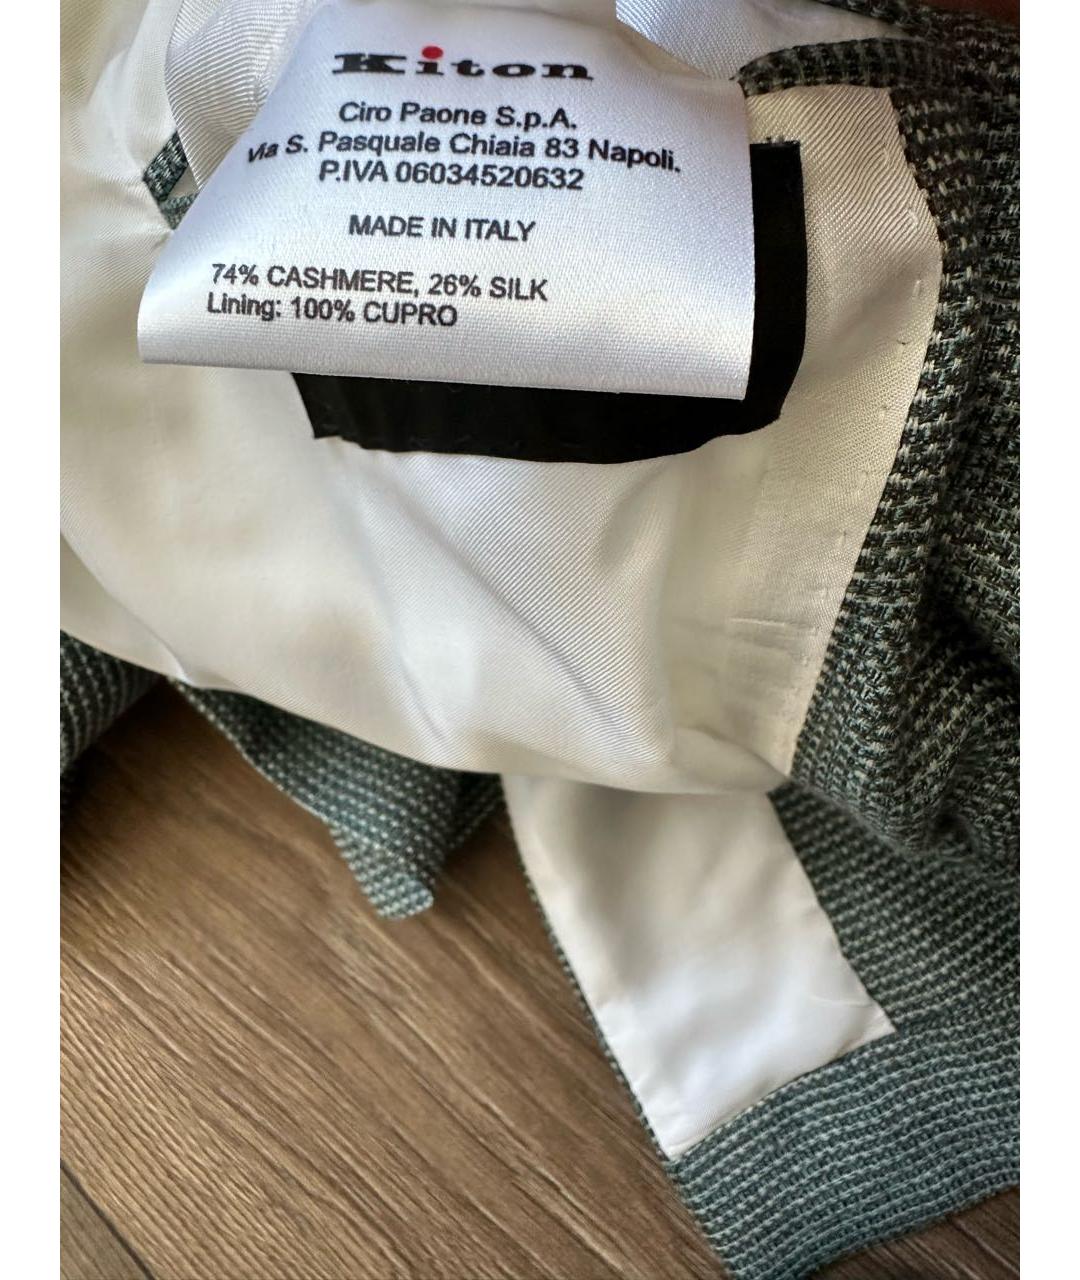 Kiton
Ciro Paone S.p.A.
Via S. Pasquale Chiaia 83 Napoli.
P.IVA 06034520632
MADE IN ITALY
74% CASHMERE, 26% SILK
Lining: 100% CUPRO